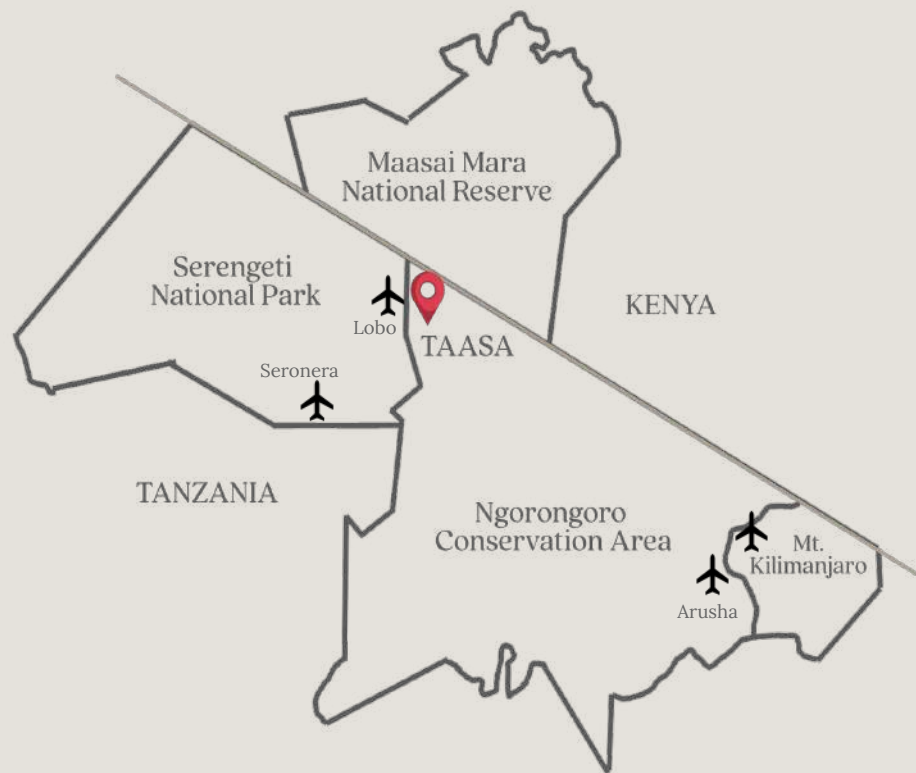 Maasai Mara
National Reserve
Serengeti
National Park
KENYA
Lobo
TAASA
Seronera
TANZANIA
Ngorongoro
Conservation Area
Mt.
Kilimanjaro
Arusha